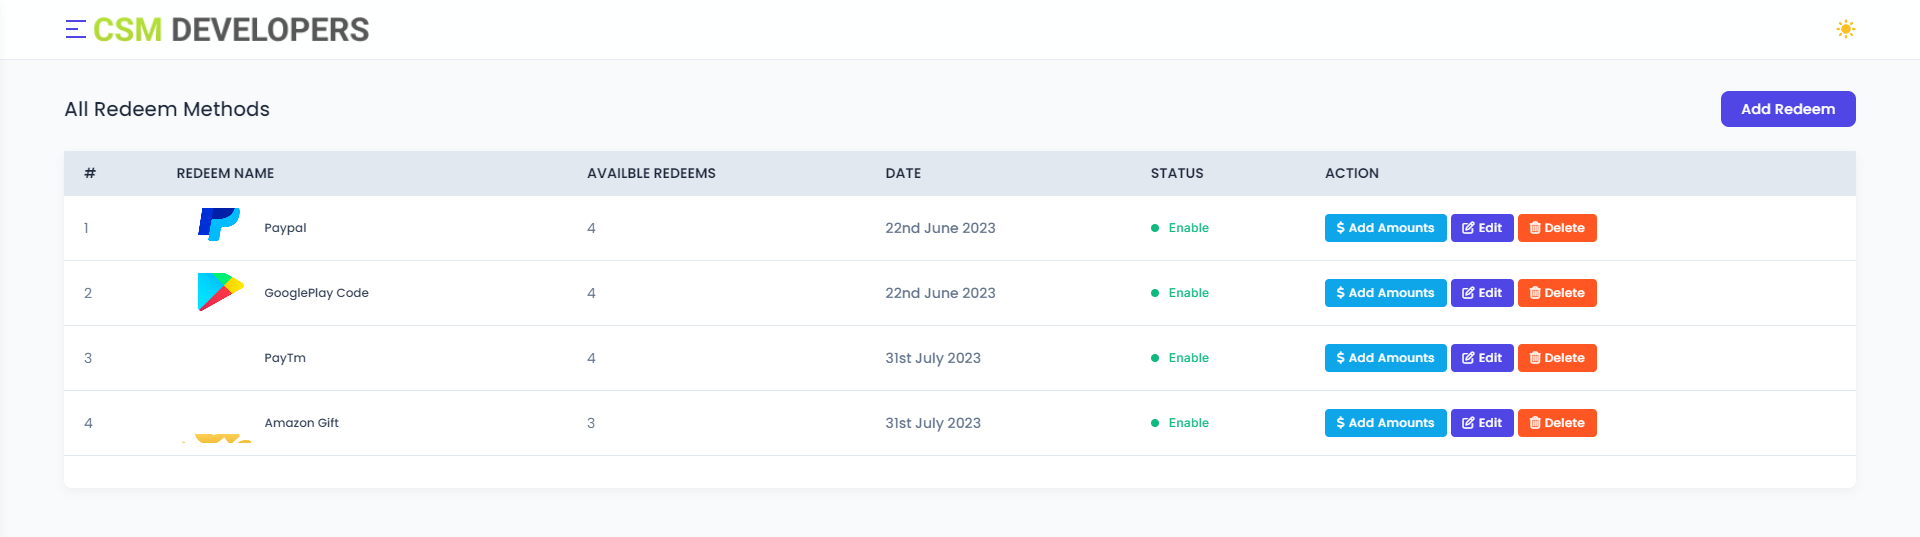 CSM DEVELOPERS
All Redeem Methods
Add Redeem
# REDEEM NAME AVAILBLE REDEEMS DATE STATUS ACTION
1 Paypal 4 22nd June 2023 Enable $ Add Amounts Edit Delete
2 GooglePlay Code 4 22nd June 2023 Enable $ Add Amounts Edit Delete
3 PayTm 4 31st July 2023 Enable $ Add Amounts Edit Delete
4 Amazon Gift 3 31st July 2023 Enable $ Add Amounts Edit Delete